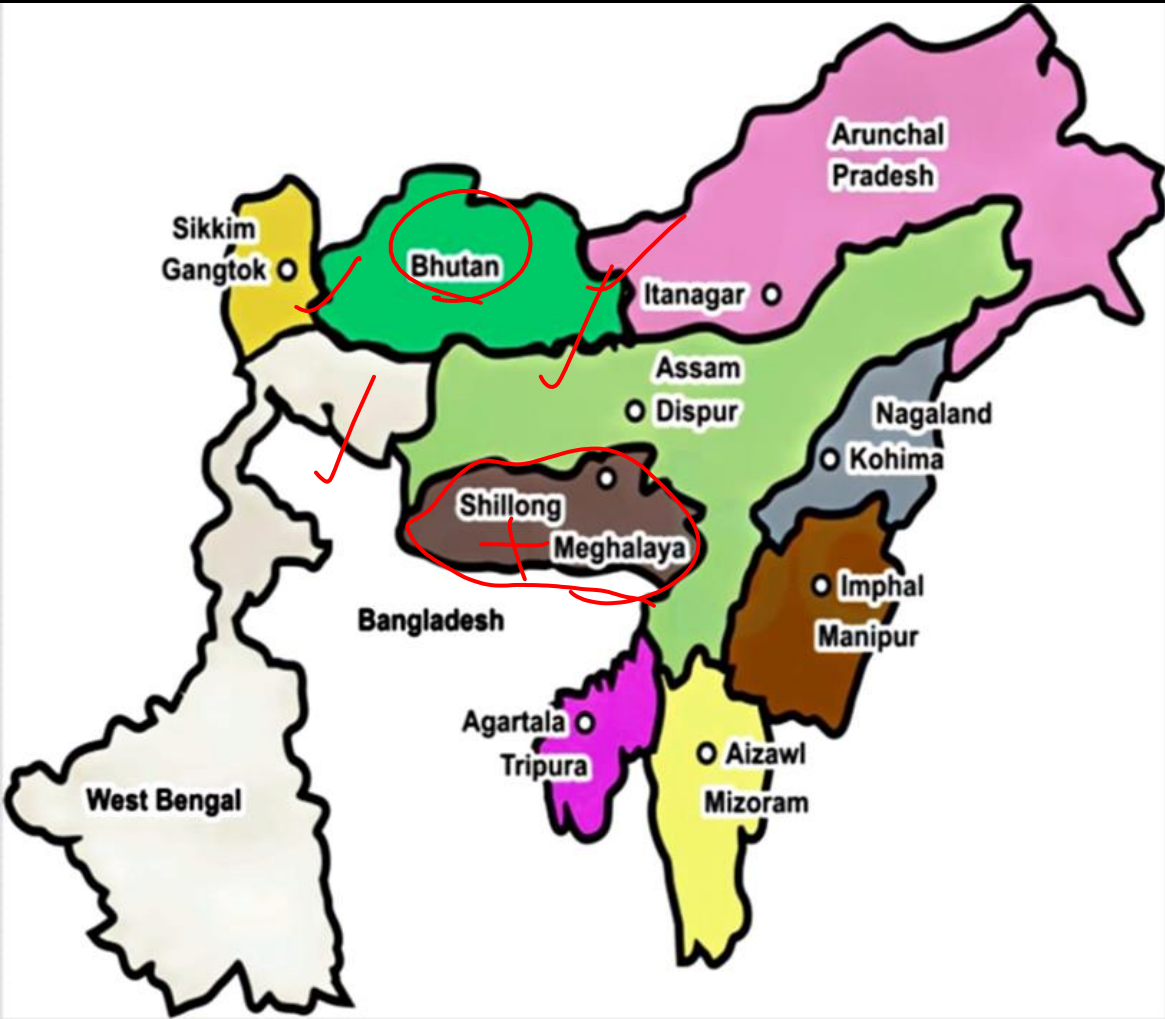 Arunchal
Pradesh
Sikkim
Gangtok
Bhutan
Itanagar
Assam
Dispur
Nagaland
Kohima
Shillong
Meghalaya
Imphal
Bangladesh
Manipur
Agartala
Aizawl
Tripura
West Bengal
Mizoram